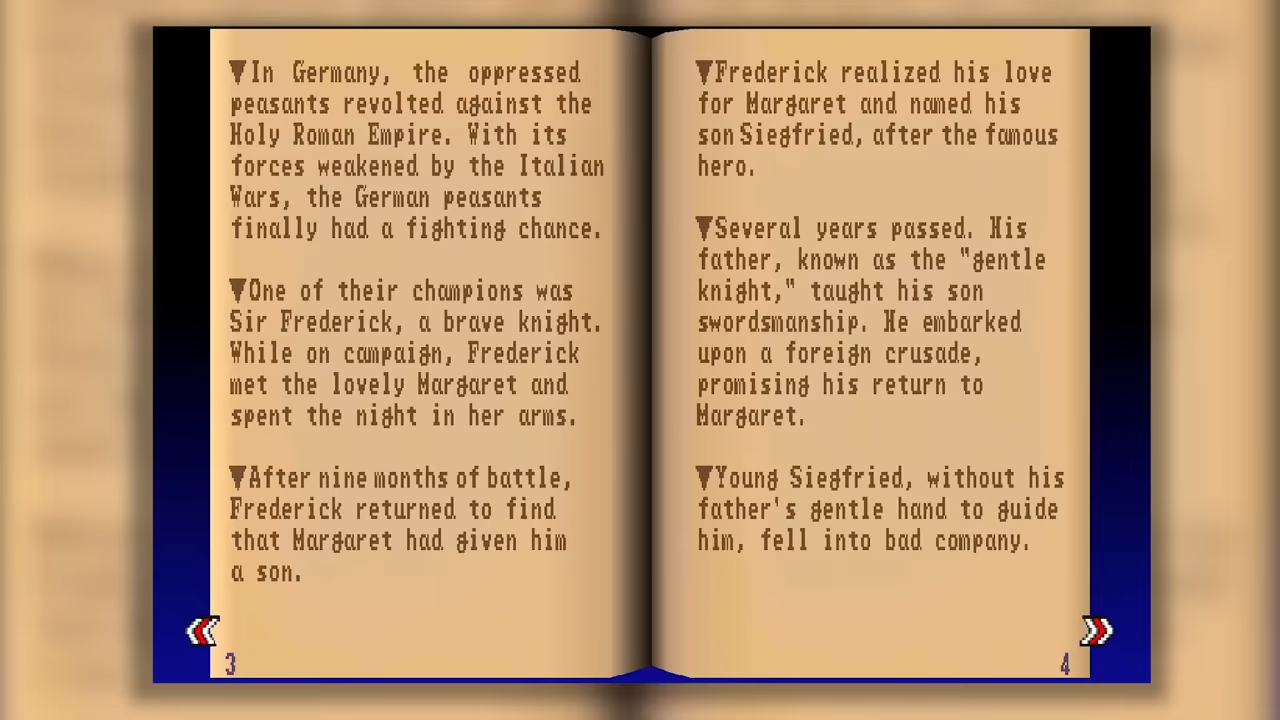 ▼In Germany, the oppressed
peasants revolted against the
Holy Roman Empire. With its
forces weakened by the Italian
Wars, the German peasants
finally had a fighting chance.
▼One of their champions was
Sir Frederick, a brave knight.
While on campaign, Frederick
met the lovely Margaret and
spent the night in her arms.
▼After nine months of battle,
Frederick returned to find
that Margaret had given him
a son.
3
▼Frederick realized his love
for Margaret and named his
son Siegfried, after the famous
hero.
▼Several years passed. His
father, known as the "gentle
knight," taught his son
swordsmanship. He embarked
upon a foreign crusade,
promising his return to
Margaret.
▼Young Siegfried, without his
father's gentle hand to guide
him, fell into bad company.
4